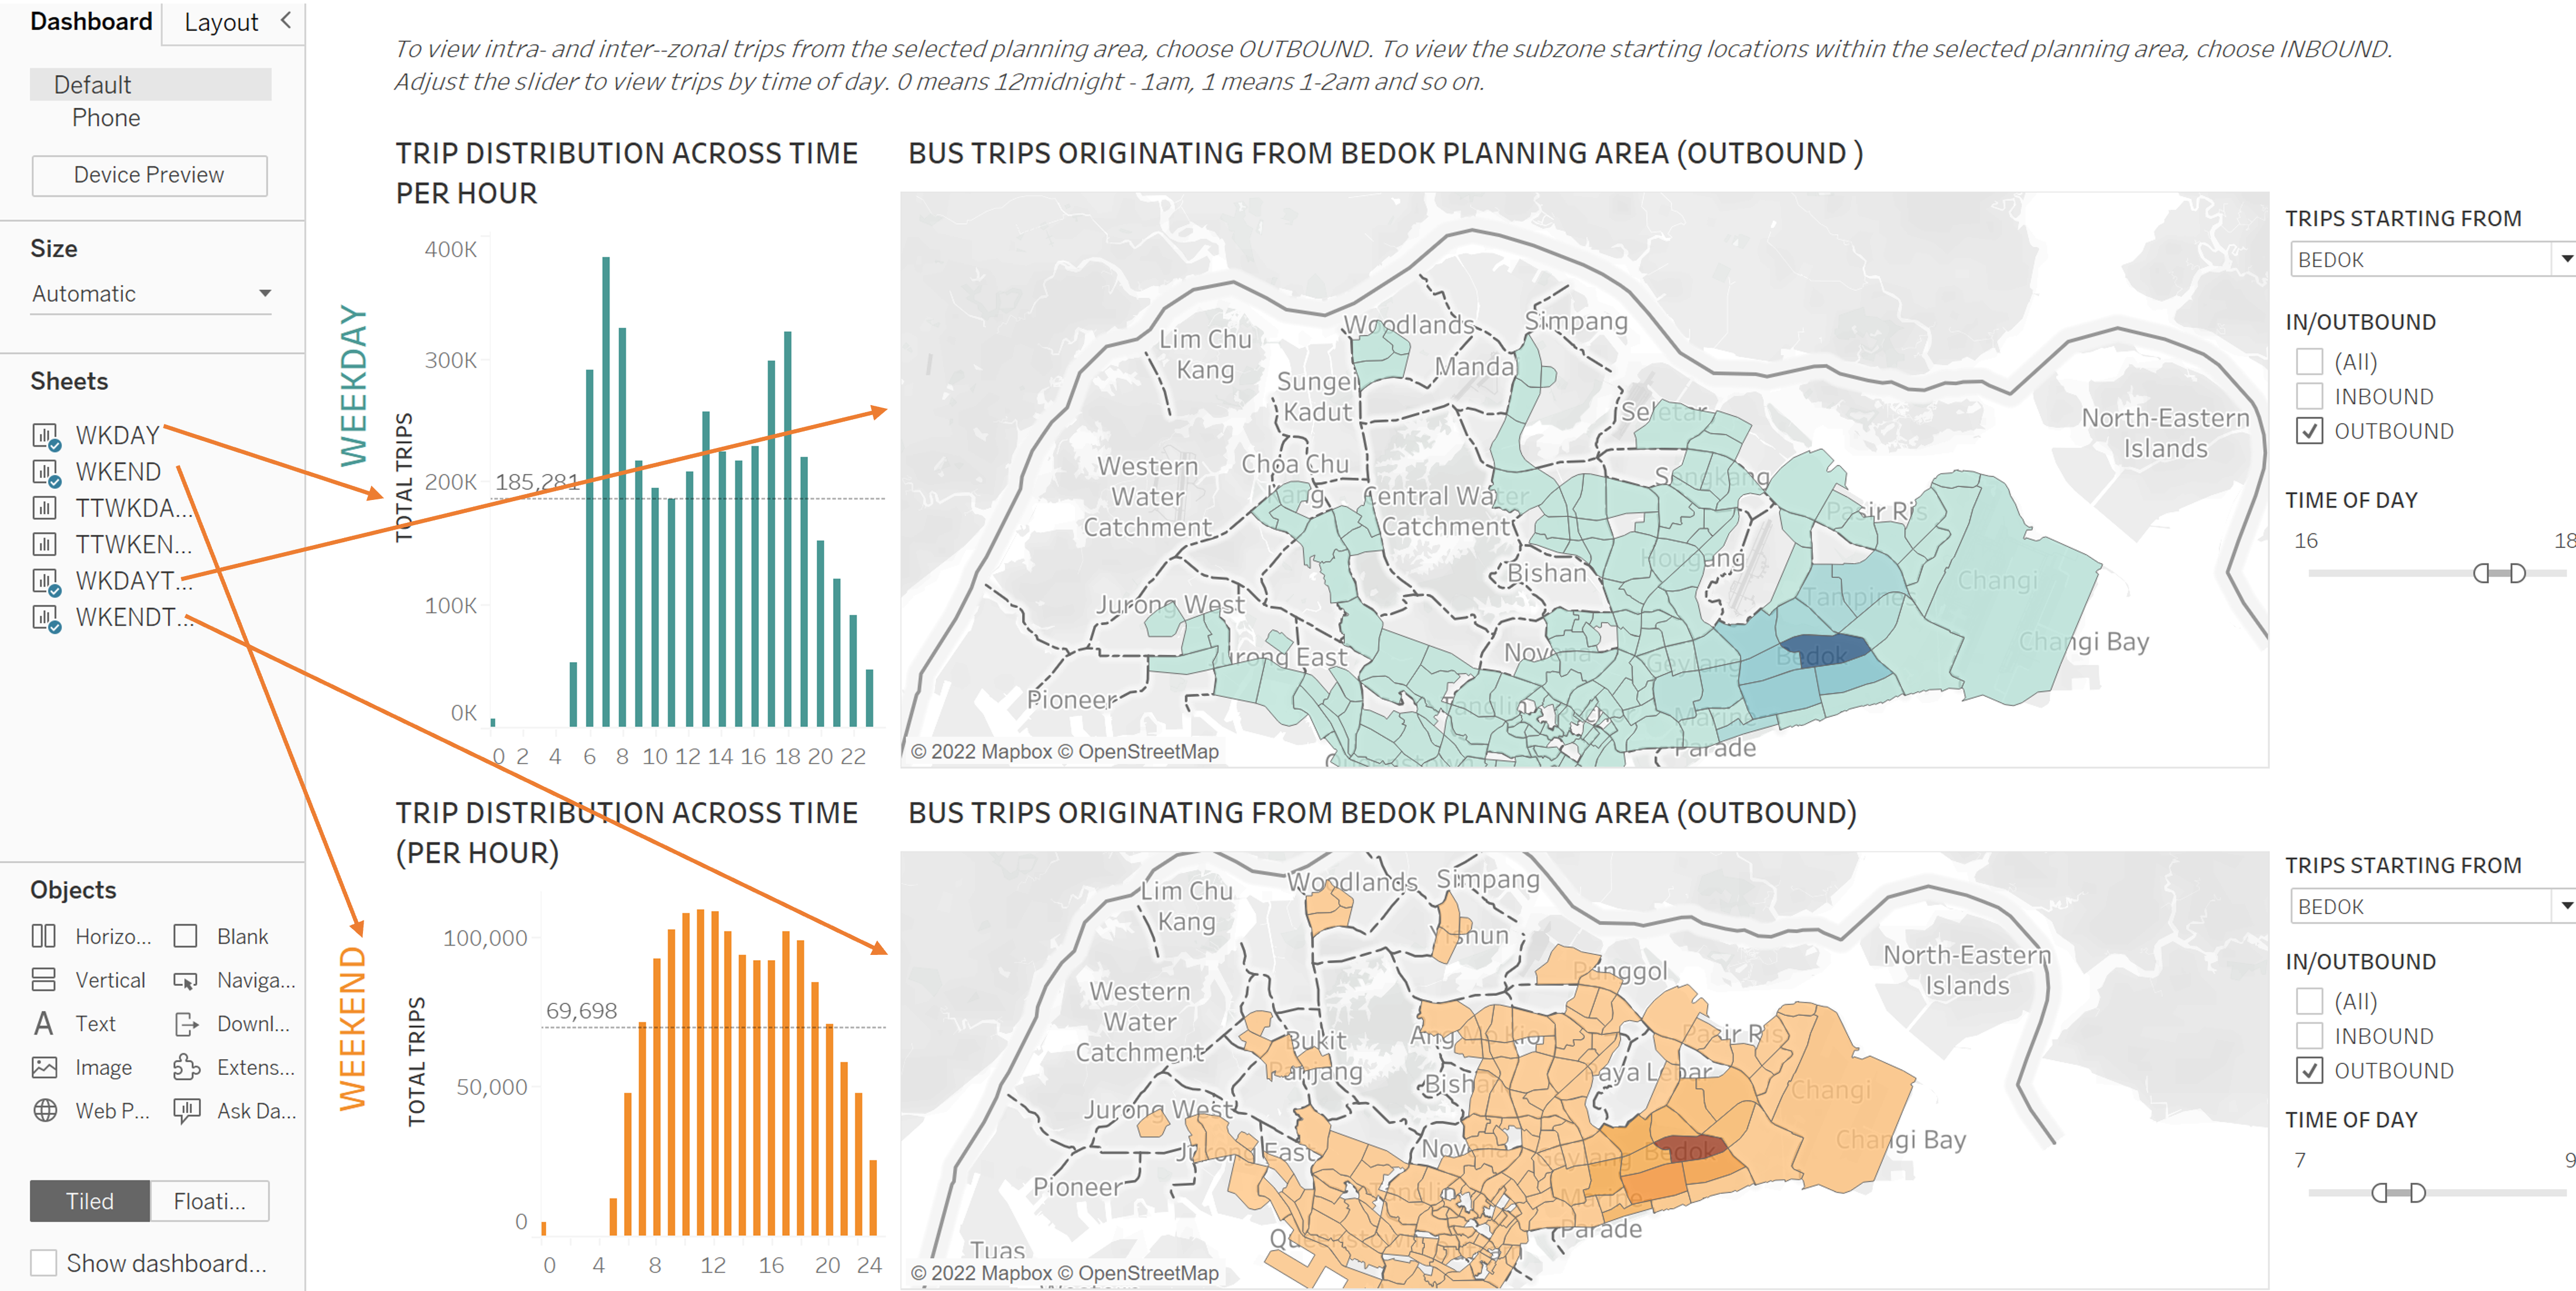 Dashboard
Layout
Default
Phone
Device Preview
Size
Automatic
Sheets
WKDAY
WKEND
TTWKDA...
TTWKEN...
WKDAYT...
WKENDT...
Objects
Horizo...
Blank
Vertical
Naviga...
Text
Downl...
Image
Extens...
Web P...
Ask Da...
Tiled
Floati...
Show dashboard...
To view intra- and inter--zonal trips from the selected planning area, choose OUTBOUND. To view the subzone starting locations within the selected planning area, choose INBOUND.
Adjust the slider to view trips by time of day. 0 means 12midnight - 1am, 1 means 1-2am and so on.
WEEKDAY
TRIP DISTRIBUTION ACROSS TIME
PER HOUR
TOTAL TRIPS
400K
300K
200K
100K
0K
185,281
0 2 4 6 8 10 12 14 16 18 20 22
BUS TRIPS ORIGINATING FROM BEDOK PLANNING AREA (OUTBOUND )
Woodlands
Simpang
Lim Chu
Kang
Manda
Sungei
Kadut
Seletar
North-Eastern
Islands
Western
Water
Catchment
Choa Chu
Kang
Central Water
Catchment
Sengkang
Pasir Ris
Hougang
Bishan
Tampines
Changi
Jurong West
Changi Bay
Jurong East
Novena
Geylang
Bedok
Pioneer
Tanglin
Rochor
Marine
Parade
Queenstown
© 2022 Mapbox © OpenStreetMap
TRIPS STARTING FROM
BEDOK
IN/OUTBOUND
(All)
INBOUND
OUTBOUND
TIME OF DAY
16
18
WEEKEND
TRIP DISTRIBUTION ACROSS TIME
(PER HOUR)
TOTAL TRIPS
100,000
50,000
0
69,698
0 4 8 12 16 20 24
BUS TRIPS ORIGINATING FROM BEDOK PLANNING AREA (OUTBOUND)
Woodlands
Simpang
Lim Chu
Kang
Yishun
Punggol
North-Eastern
Islands
Western
Water
Catchment
Bukit
Panjang
Ang Mo Kio
Pasir Ris
Paya Lebar
Bishan
Changi
Jurong West
Changi Bay
Jurong East
Novena
Geylang
Bedok
Pioneer
Tanglin
Marine
Parade
Queenstown
Tuas
© 2022 Mapbox © OpenStreetMap
TRIPS STARTING FROM
BEDOK
IN/OUTBOUND
(All)
INBOUND
OUTBOUND
TIME OF DAY
7
9